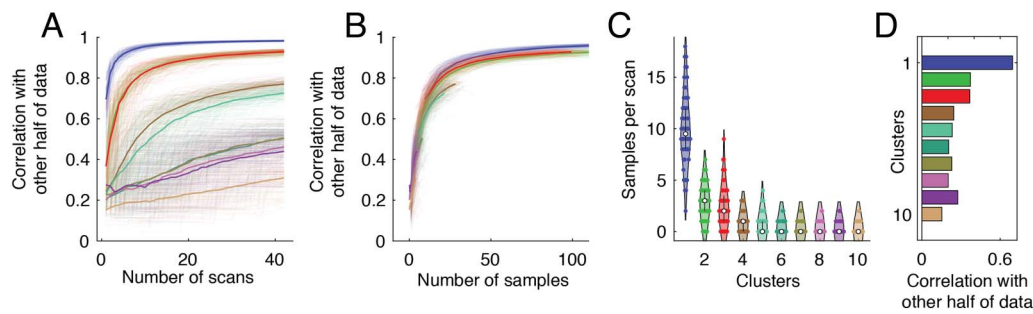 A
Correlation with
other half of data
1
0.8
0.6
0.4
0.2
0
0
20
40
Number of scans
B
Correlation with
other half of data
1
0.8
0.6
0.4
0.2
0
0
50
100
Number of samples
C
Samples per scan
15
10
5
0
2
4
6
8
10
Clusters
D
Clusters
1
10
0
0.6
Correlation with
other half of data